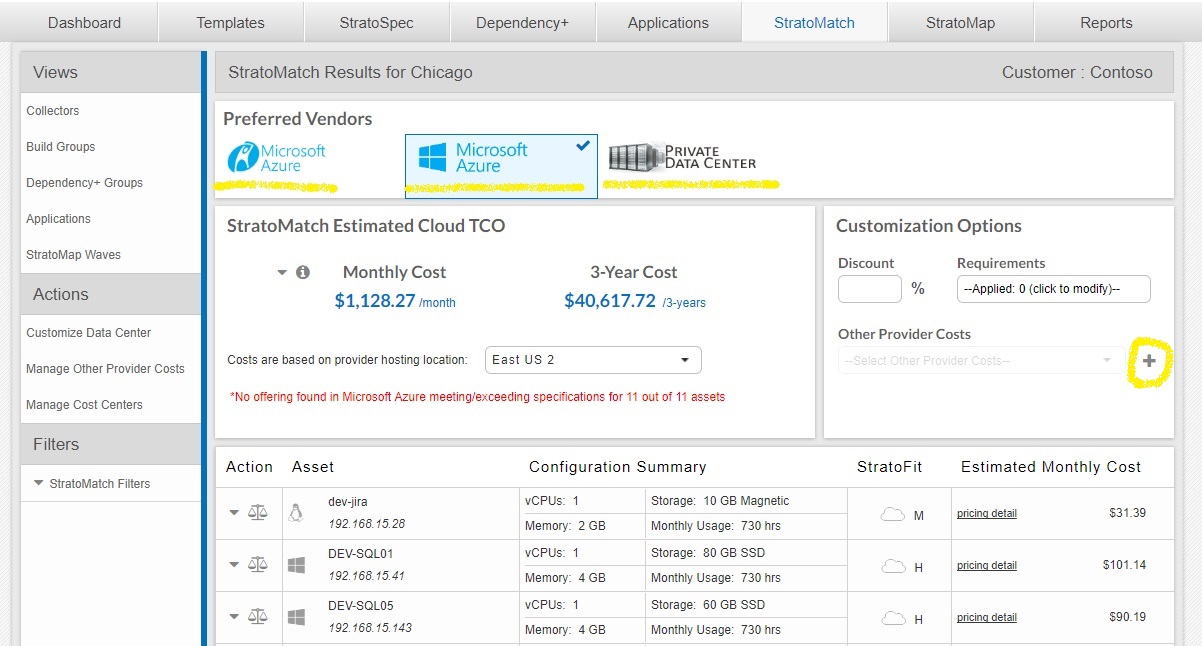 Dashboard Templates StratoSpec Dependency+ Applications StratoMatch StratoMap Reports
Views
Collectors
Build Groups
Dependency+ Groups
Applications
StratoMap Waves
Actions
Customize Data Center
Manage Other Provider Costs
Manage Cost Centers
Filters
StratoMatch Filters
StratoMatch Results for Chicago Customer : Contoso
Preferred Vendors
Microsoft
Azure
Microsoft
Azure
PRIVATE
DATA CENTER
StratoMatch Estimated Cloud TCO
Monthly Cost 3-Year Cost
$1,128.27 /month $40,617.72 /3-years
Costs are based on provider hosting location: East US 2
*No offering found in Microsoft Azure meeting/exceeding specifications for 11 out of 11 assets
Customization Options
Discount Requirements
% --Applied: 0 (click to modify)--
Other Provider Costs
--Select Other Provider Costs-- +
Action Asset Configuration Summary StratoFit Estimated Monthly Cost
dev-jira
192.168.15.28
vCPUs: 1 Storage: 10 GB Magnetic
Memory: 2 GB Monthly Usage: 730 hrs
M pricing detail $31.39
DEV-SQL01
192.168.15.41
vCPUs: 1 Storage: 80 GB SSD
Memory: 4 GB Monthly Usage: 730 hrs
H pricing detail $101.14
DEV-SQL05
192.168.15.143
vCPUs: 1 Storage: 60 GB SSD
Memory: 4 GB Monthly Usage: 730 hrs
H pricing detail $90.19